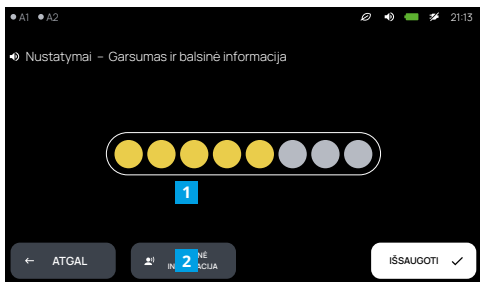 A1 A2 21:13
Nustatymai – Garsumas ir balsinė informacija
1
← ATGAL
2
IŠSAUGOTI ✓